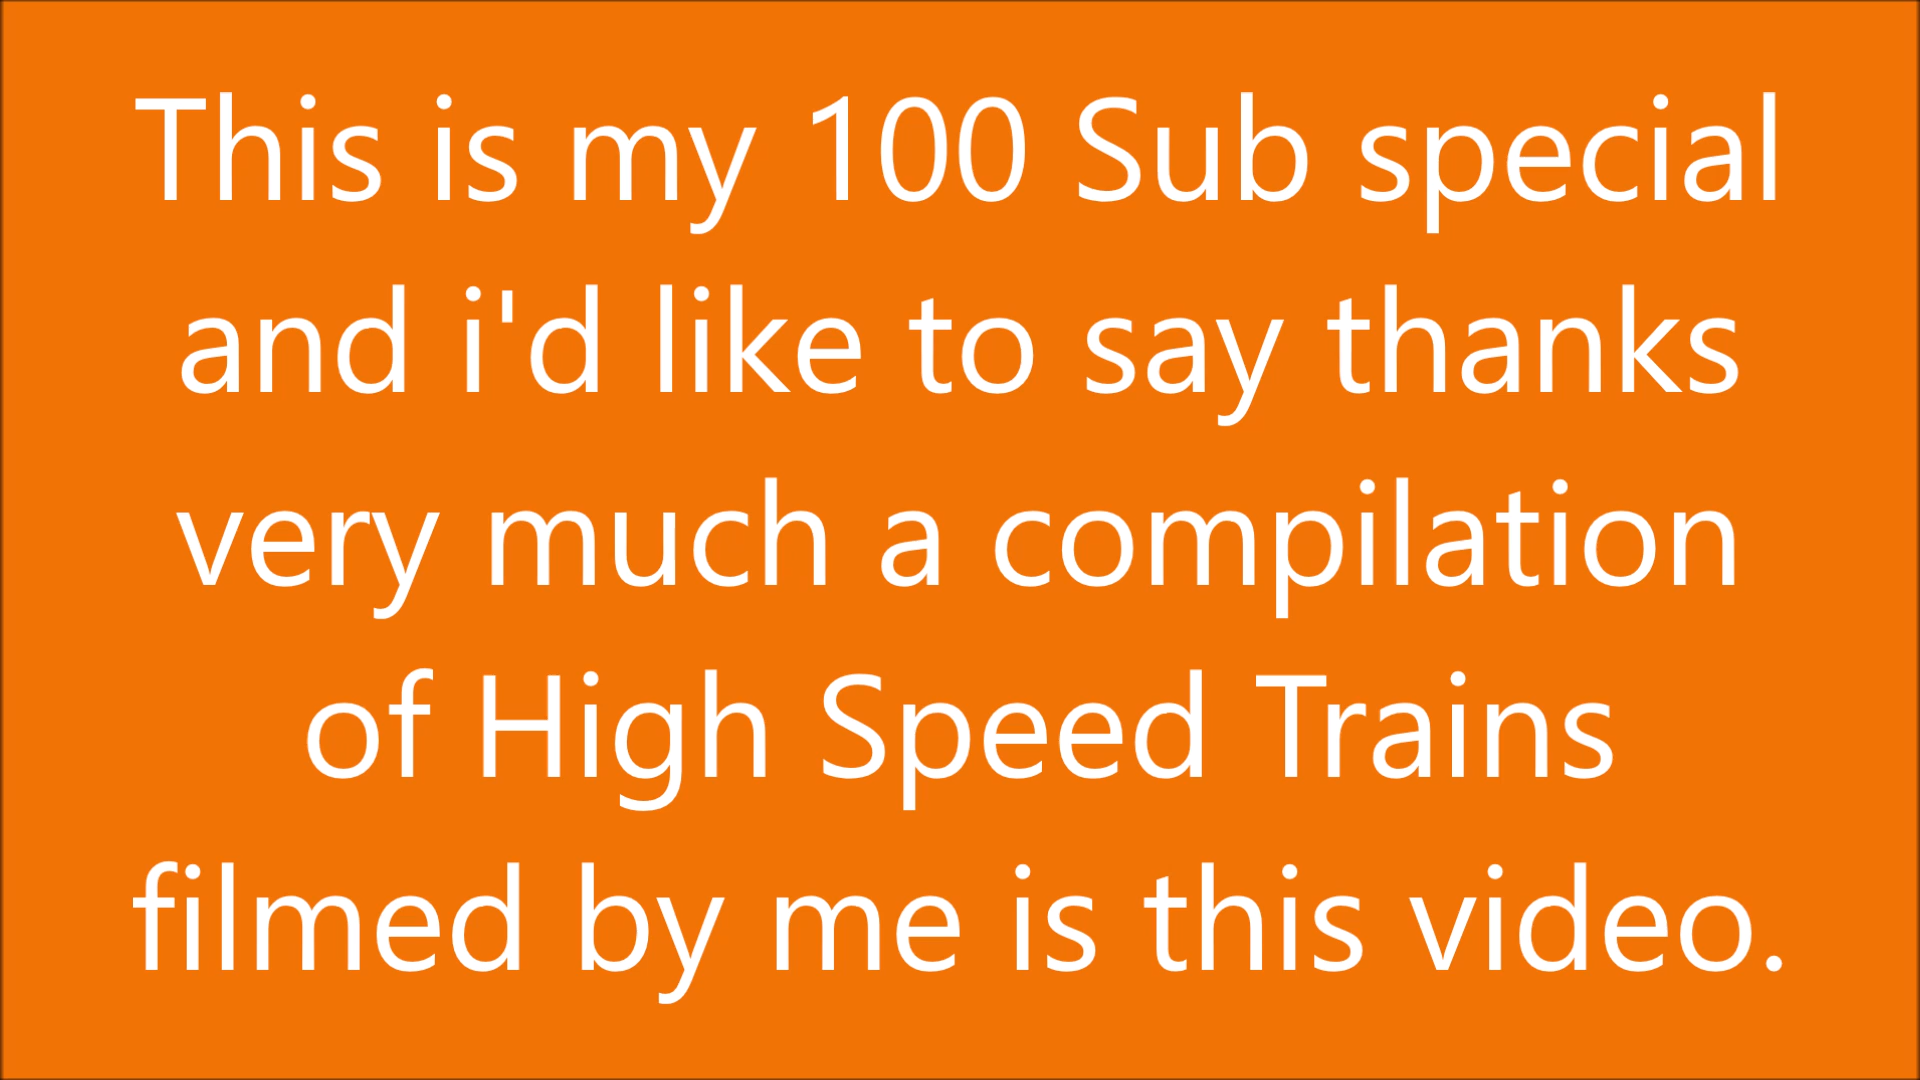 This is my 100 Sub special
and i'd like to say thanks
very much a compilation
of High Speed Trains
filmed by me is this video.